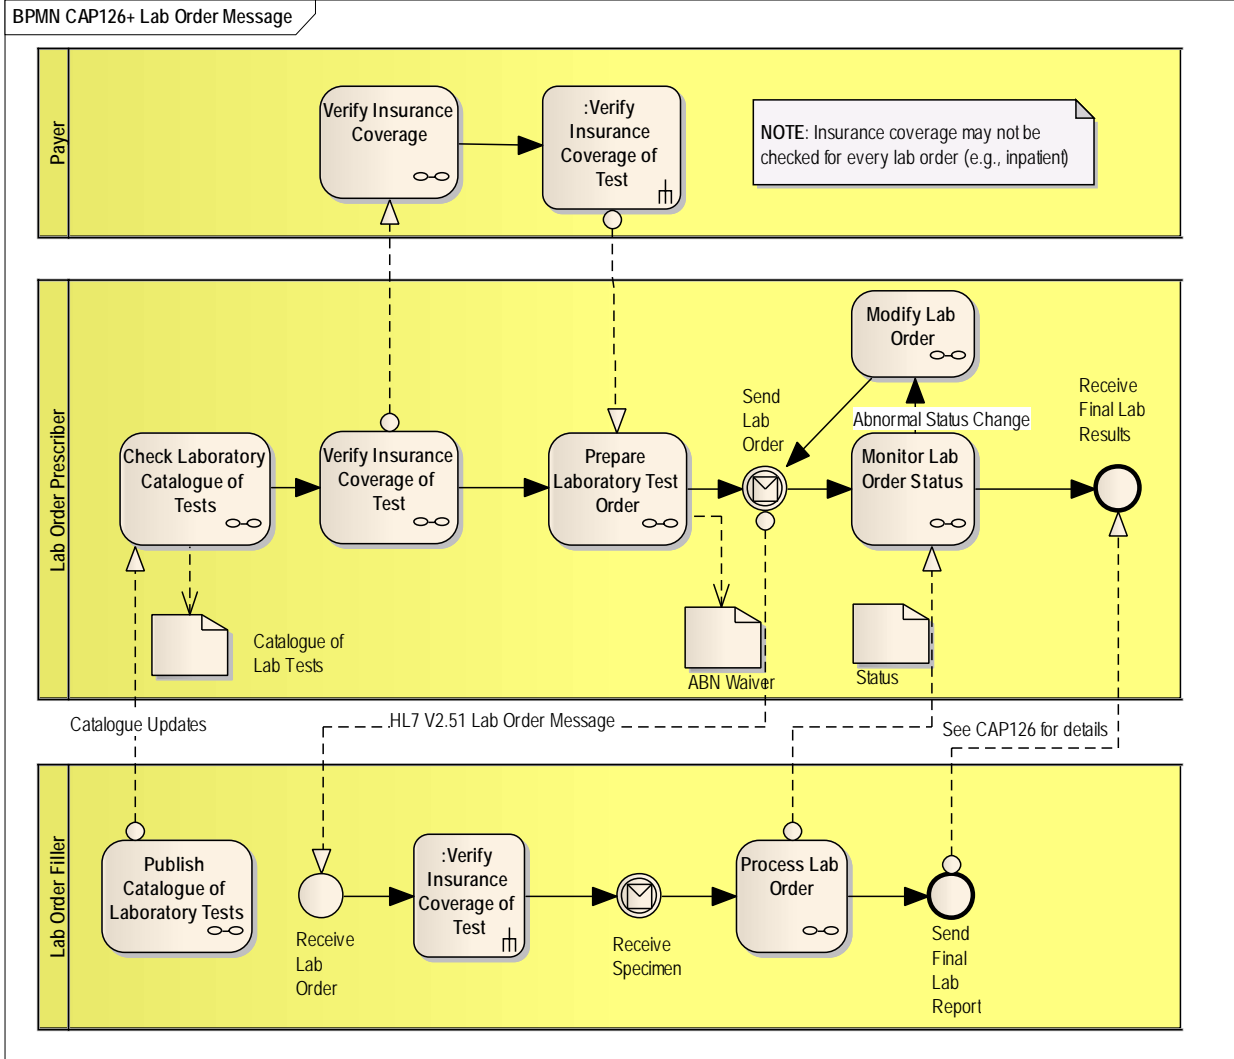 BPMN CAP126+ Lab Order Message
Payer
Verify Insurance
Coverage
:Verify
Insurance
Coverage of
Test
NOTE: Insurance coverage may not be
checked for every lab order (e.g., inpatient)
Lab Order Prescriber
Check Laboratory
Catalogue of
Tests
Verify Insurance
Coverage of
Test
Prepare
Laboratory Test
Order
Send
Lab
Order
Modify Lab
Order
Abnormal Status Change
Monitor Lab
Order Status
Receive
Final Lab
Results
Catalogue of
Lab Tests
ABN Waiver
Status
Catalogue Updates
HL7 V2.51 Lab Order Message
See CAP126 for details
Lab Order Filler
Publish
Catalogue of
Laboratory Tests
Receive
Lab
Order
:Verify
Insurance
Coverage of
Test
Receive
Specimen
Process Lab
Order
Send
Final
Lab
Report